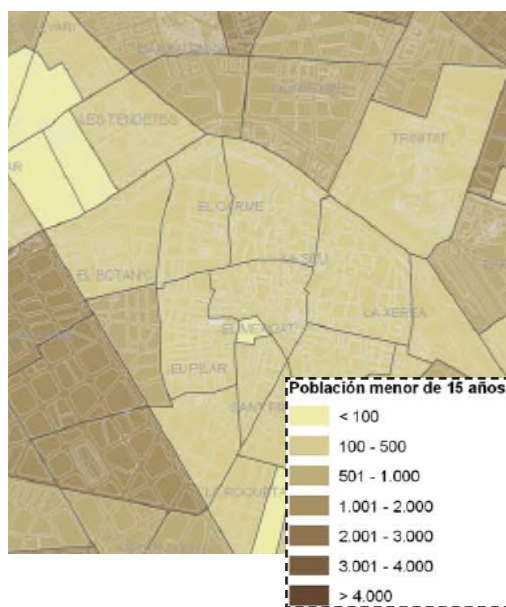 LES TENDETES
TRINITAT
EL CARME
LA SEU
EL BOTANIC
LA XEREA
EL MERCAT
EL PILAR
LA ROQUETA
Población menor de 15 años
< 100
100 - 500
501 - 1.000
1.001 - 2.000
2.001 - 3.000
3.001 - 4.000
> 4.000